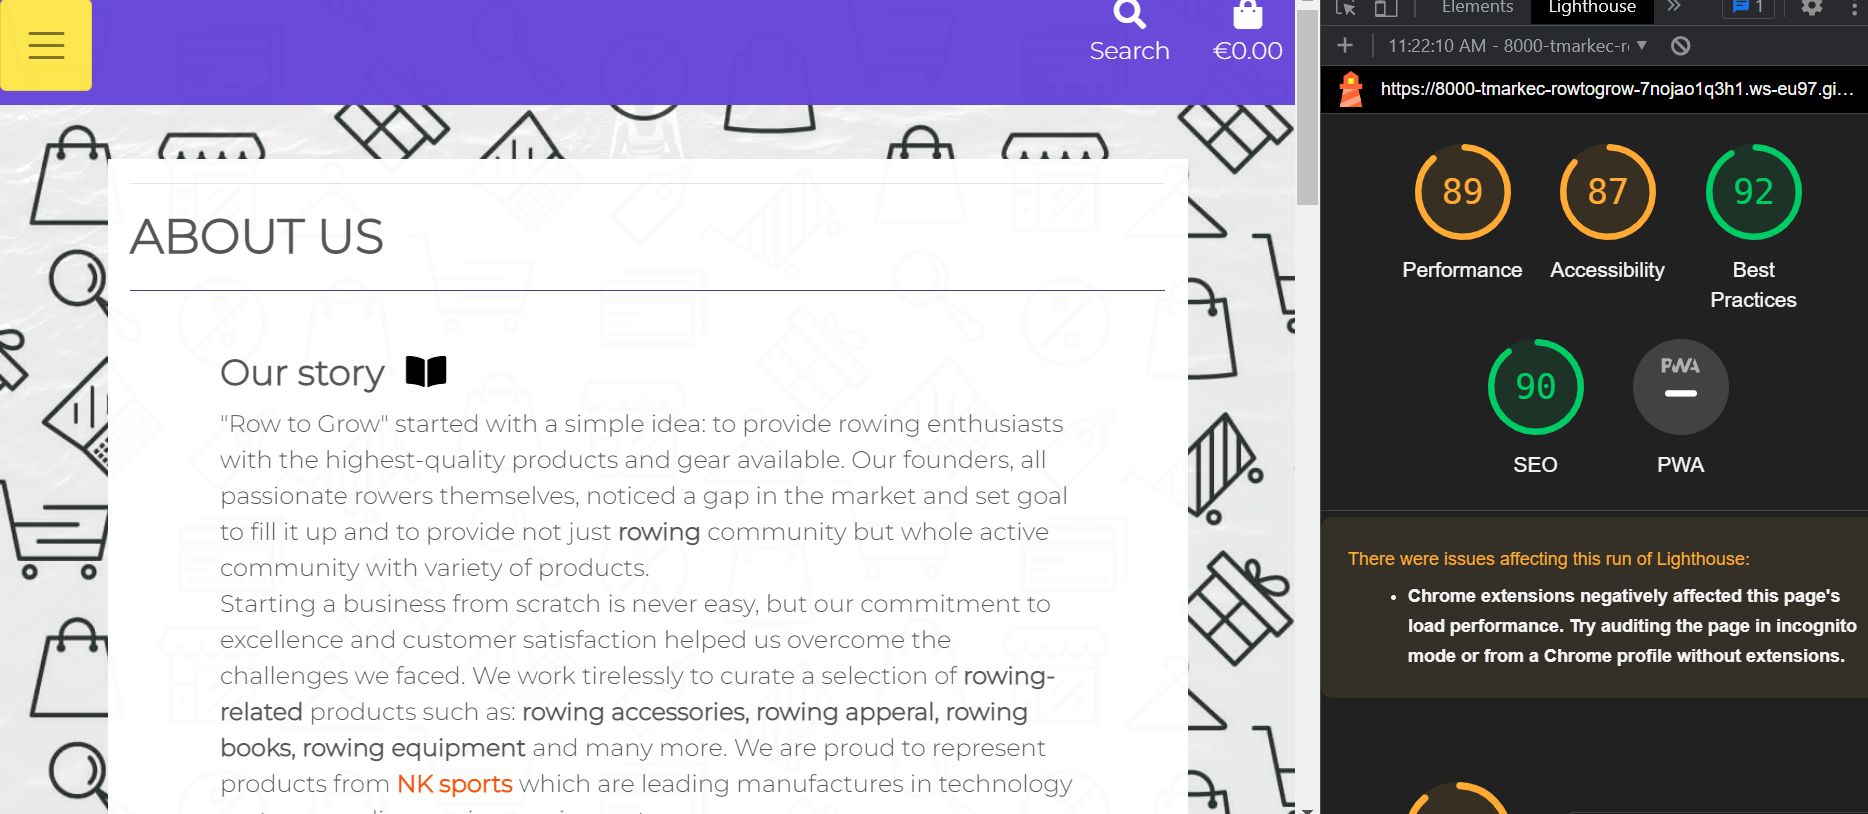 Search
€0.00
ABOUT US
Our story
"Row to Grow" started with a simple idea: to provide rowing enthusiasts
with the highest-quality products and gear available. Our founders, all
passionate rowers themselves, noticed a gap in the market and set goal
to fill it up and to provide not just rowing community but whole active
community with variety of products.
Starting a business from scratch is never easy, but our commitment to
excellence and customer satisfaction helped us overcome the
challenges we faced. We work tirelessly to curate a selection of rowing-
related products such as: rowing accessories, rowing apperal, rowing
books, rowing equipment and many more. We are proud to represent
products from NK sports which are leading manufactures in technology
Elements Lighthouse » 1
11:22:10 AM - 8000-tmarkec-r
https://8000-tmarkec-rowtogrow-7nojao1q3h1.ws-eu97.gi...
89 87 92
Performance Accessibility Best
Practices
90 PWA
SEO PWA
There were issues affecting this run of Lighthouse:
• Chrome extensions negatively affected this page's
load performance. Try auditing the page in incognito
mode or from a Chrome profile without extensions.